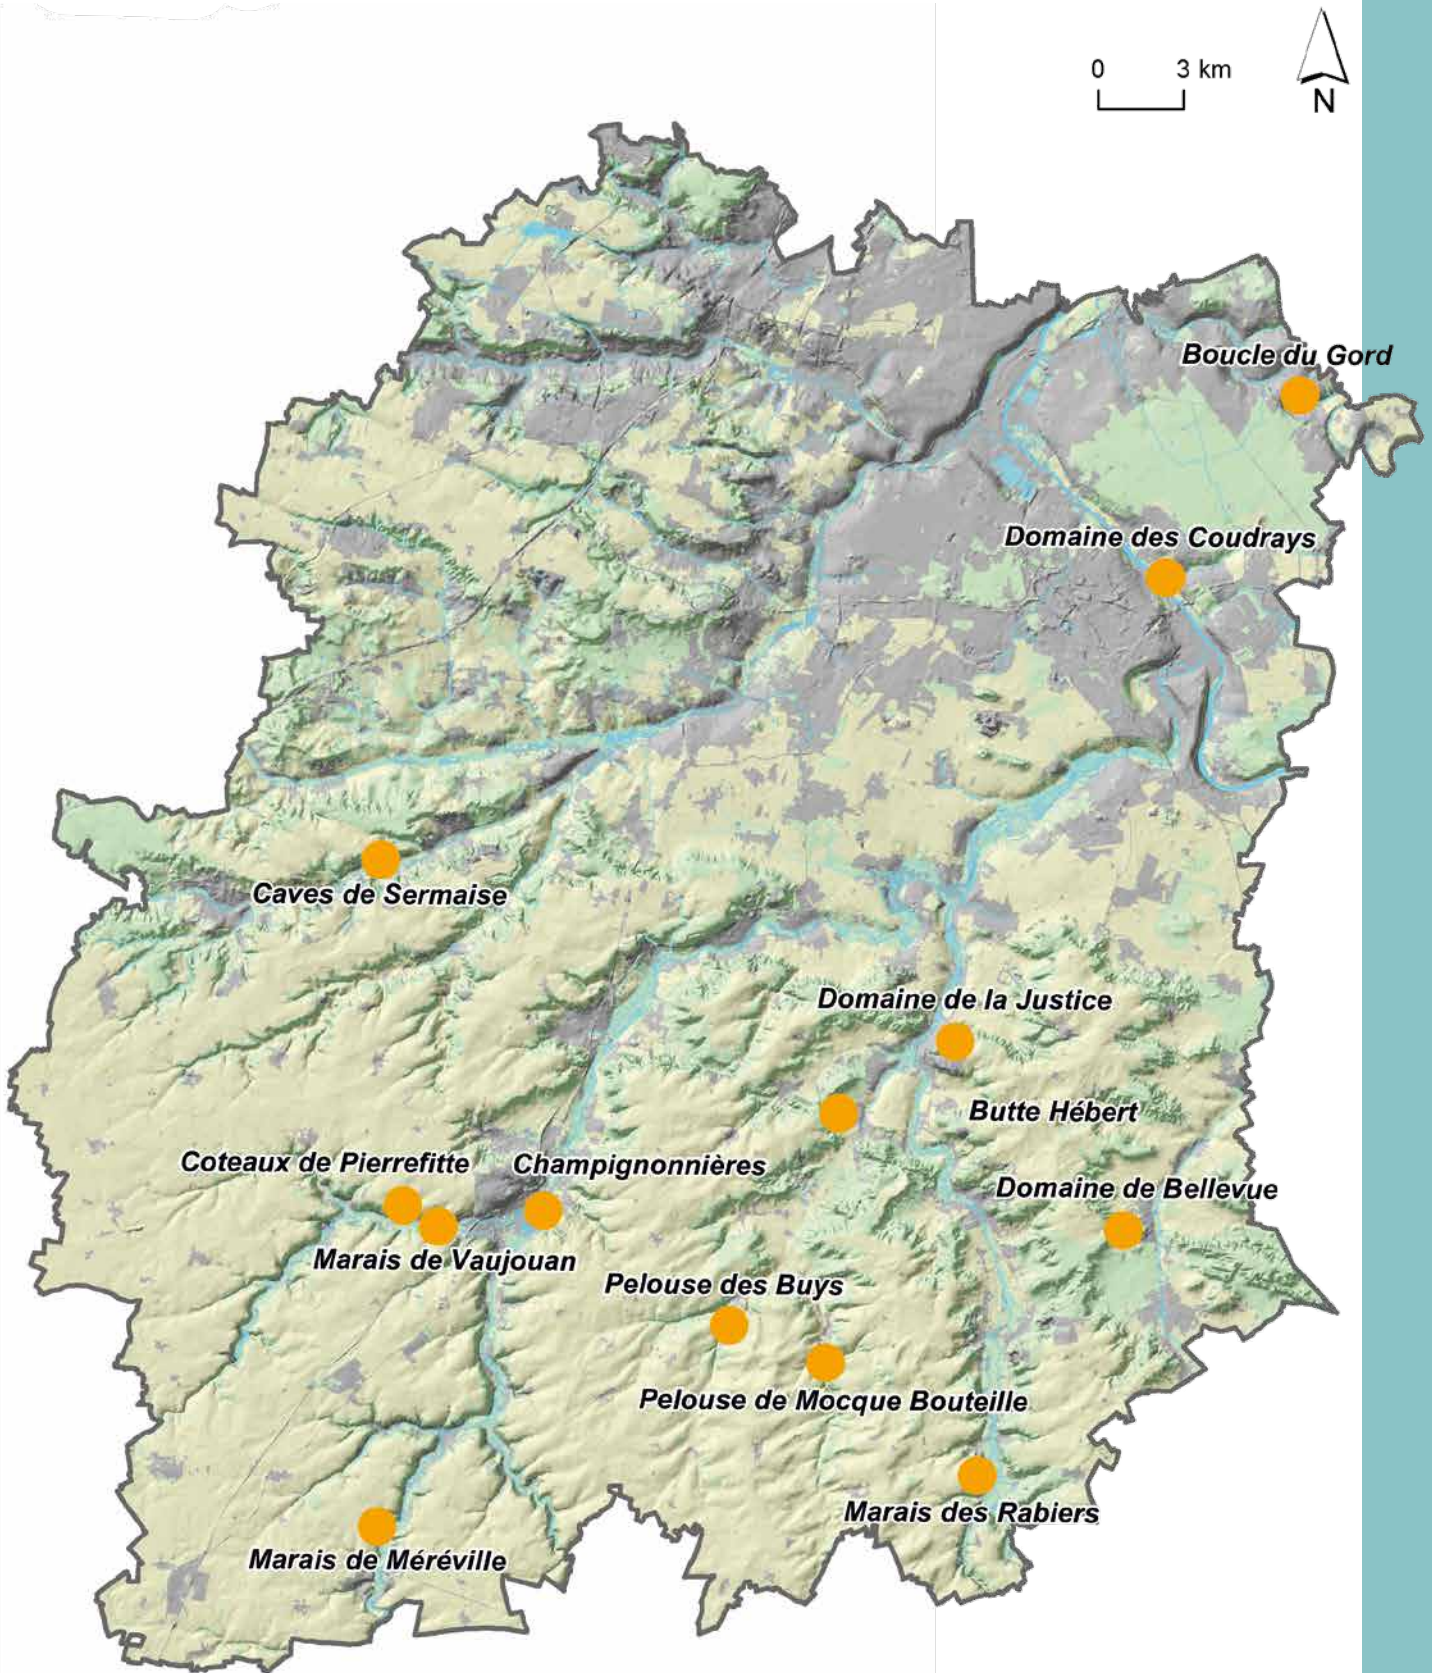 0 3 km
N
Boucle du Gord
Domaine des Coudrays
Caves de Sermaise
Domaine de la Justice
Butte Hébert
Coteaux de Pierrefitte
Champignonnières
Domaine de Bellevue
Marais de Vaujouan
Pelouse des Buys
Pelouse de Mocque Bouteille
Marais des Rabiers
Marais de Méréville